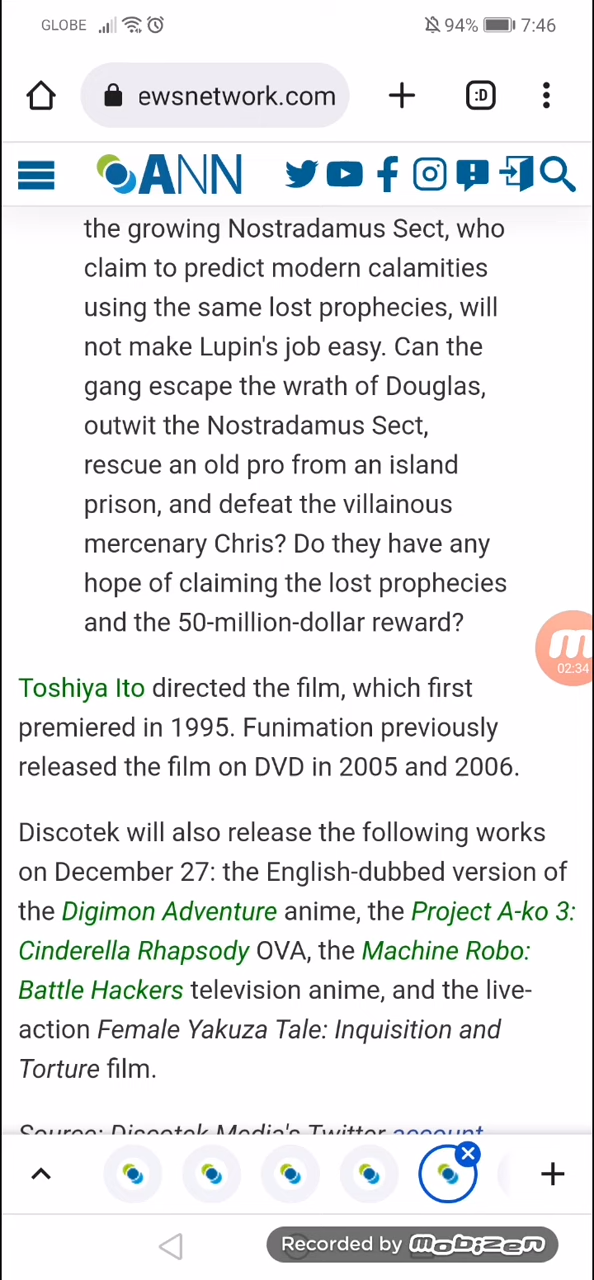 GLOBE 94% 7:46
ewsnetwork.com :D
ANN
the growing Nostradamus Sect, who
claim to predict modern calamities
using the same lost prophecies, will
not make Lupin's job easy. Can the
gang escape the wrath of Douglas,
outwit the Nostradamus Sect,
rescue an old pro from an island
prison, and defeat the villainous
mercenary Chris? Do they have any
hope of claiming the lost prophecies
and the 50-million-dollar reward?
02:34
Toshiya Ito directed the film, which first
premiered in 1995. Funimation previously
released the film on DVD in 2005 and 2006.
Discotek will also release the following works
on December 27: the English-dubbed version of
the Digimon Adventure anime, the Project A-ko 3:
Cinderella Rhapsody OVA, the Machine Robo:
Battle Hackers television anime, and the live-
action Female Yakuza Tale: Inquisition and
Torture film.
Source: Discotek Media's Twitter account
Recorded by mobizen